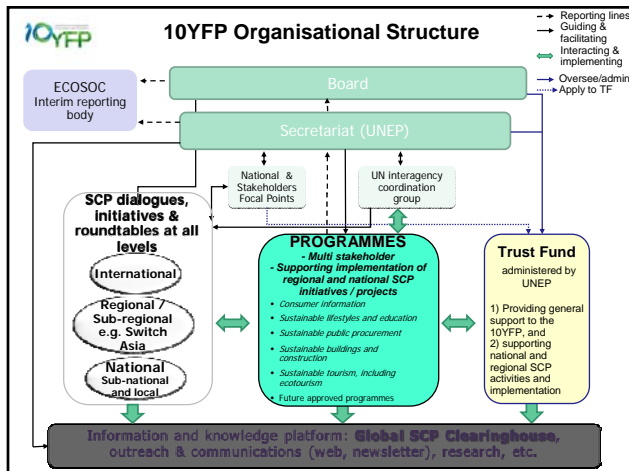 10YFP
10YFP Organisational Structure
Reporting lines
Guiding &
facilitating
Interacting &
implementing
Oversee/admin
Apply to TF
Board
ECOSOC
Interim reporting
body
Secretariat (UNEP)
National &
Stakeholders
Focal Points
UN interagency
coordination
group
SCP dialogues,
initiatives &
roundtables at all
levels
International
Regional /
Sub-regional
e.g. Switch
Asia
National
Sub-national
and local
PROGRAMMES
- Multi stakeholder
- Supporting implementation of
regional and national SCP
initiatives / projects
• Consumer information
• Sustainable lifestyles and education
• Sustainable public procurement
• Sustainable buildings and
construction
• Sustainable tourism, including
ecotourism
• Future approved programmes
Trust Fund
administered by
UNEP
1) Providing general
support to the
10YFP, and
2) supporting
national and
regional SCP
activities and
implementation
Information and knowledge platform: Global SCP Clearinghouse,
outreach & communications (web, newsletter), research, etc.